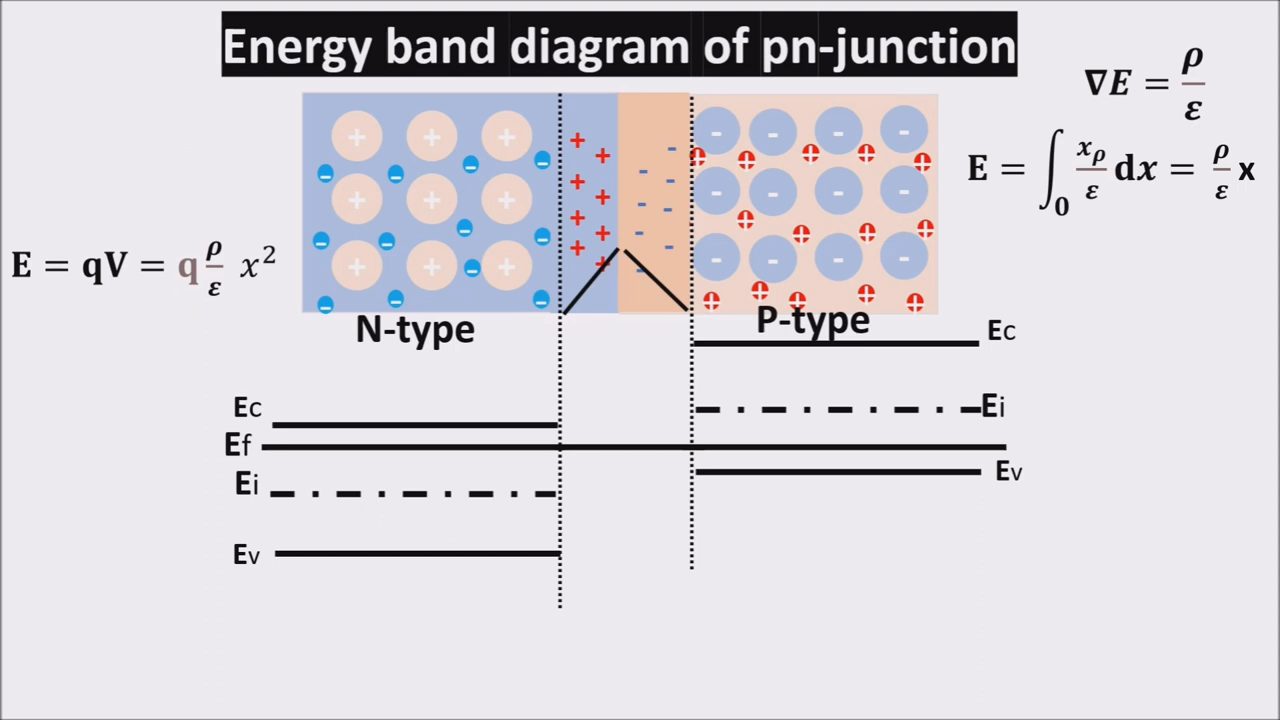 Energy band diagram of pn-junction
∇E = ρ/ε
E = ∫₀ xρ/ε dx = ρ/ε x
E = qV = q ρ/ε x²
N-type
P-type
Ec
Ec
Ei
Ef
Ei
Ev
Ev